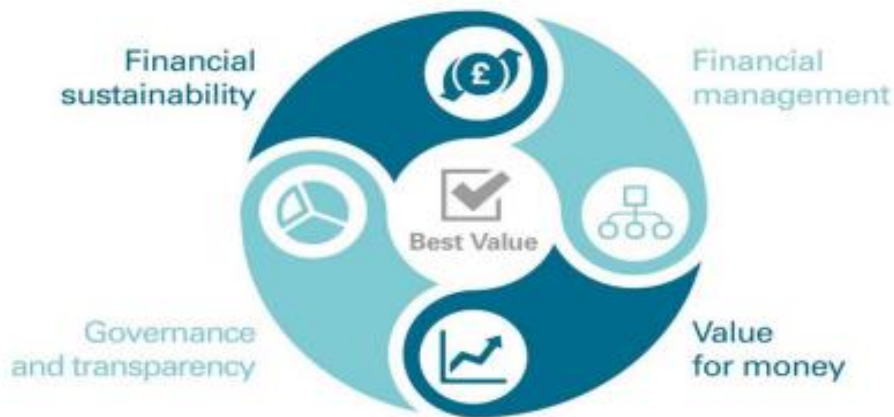 Financial
sustainability
Financial
management
£
Best Value
Governance
and transparency
Value
for money